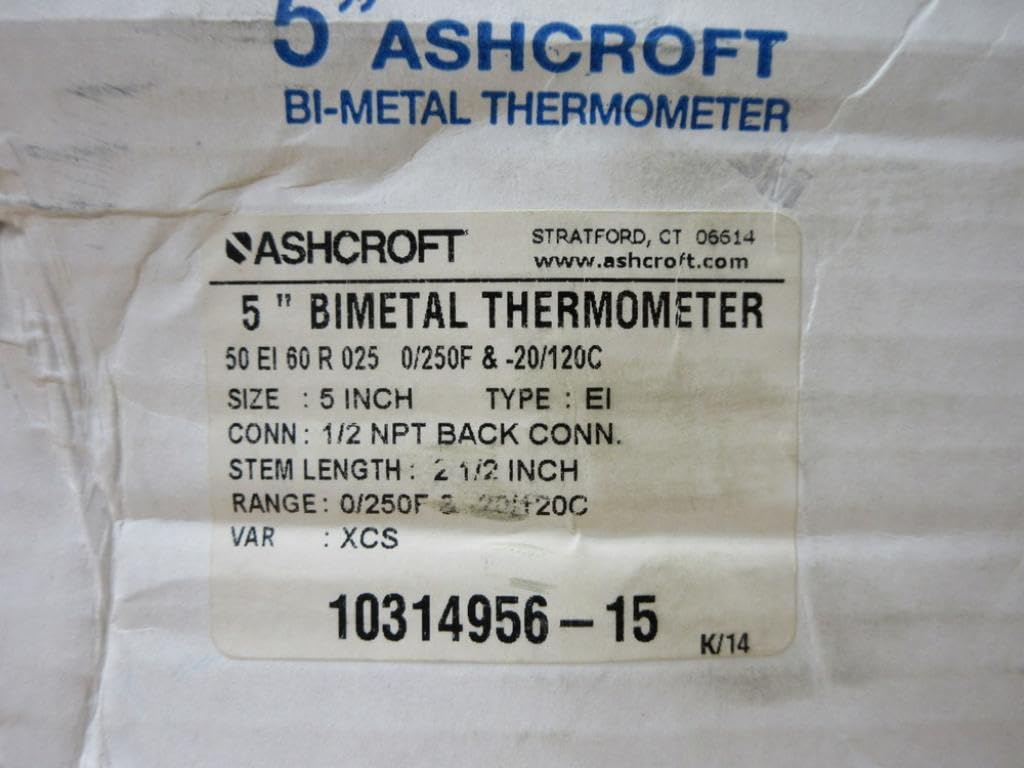 5" ASHCROFT
BI-METAL THERMOMETER
ASHCROFT STRATFORD, CT 06614
www.ashcroft.com
5 " BIMETAL THERMOMETER
50 EI 60 R 025 0/250F & -20/120C
SIZE : 5 INCH TYPE : EI
CONN : 1/2 NPT BACK CONN.
STEM LENGTH : 2 1/2 INCH
RANGE : 0/250F & -20/120C
VAR : XCS
10314956-15
K/14